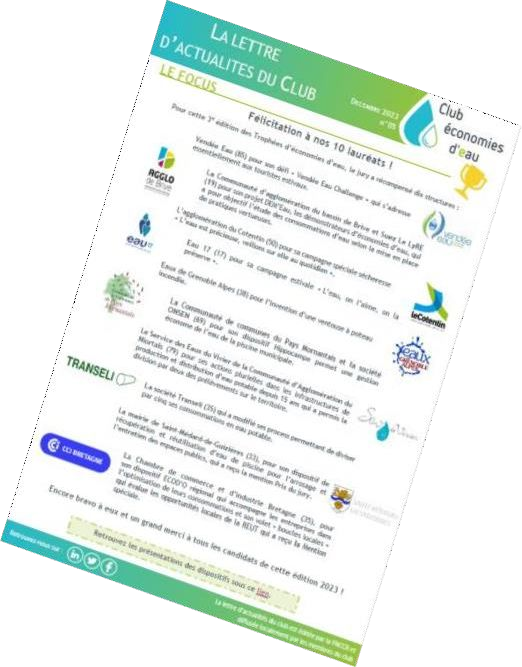 LA LETTRE
D'ACTUALITES DU CLUB
DECEMBRE 2023
n°05
Club
économies
d'eau
LE FOCUS
Félicitation à nos 10 lauréats !
Pour cette 3e édition des Trophées d'économies d'eau, le jury a récompensé dix structures :
Vendée Eau (85) pour son défi « Vendée Eau Challenge » qui s'adresse
essentiellement aux touristes estivaux.
AGGLO
de Brive
La Communauté d'agglomération du bassin de Brive et Suez Le LyRE
(19) pour son projet DEm'Eau, les démonstrateurs d'économies d'eau, qui
a pour objectif l'étude des consommations d'eau selon la mise en place
de pratiques vertueuses.
vendée
eau
L'agglomération du Cotentin (50) pour sa campagne spéciale sécheresse
« L'eau est précieuse, veillons sur elle au quotidien ».
eau17
Eau 17 (17) pour sa campagne estivale « L'eau, on l'aime, on la
préserve ».
leCotentin
Eaux de Grenoble Alpes (38) pour l'invention d'une ventouse à poteau
incendie.
eaux
GRENOBLE
La Communauté de communes du Pays Mornantais et la société
ONSEN (69) pour son dispositif Hippocampe permet une gestion
économe de l'eau de la piscine municipale.
Le Service des Eaux du Vivier de la Communauté d'Agglomération du
Niortais (79) pour ses actions plurielles dans les infrastructures de
production et distribution d'eau potable depuis 15 ans qui a permis la
division par deux des prélèvements sur le territoire.
TRANSELI
La société Transeli (35) qui a modifié ses process permettant de diviser
par cinq ses consommations en eau potable.
La mairie de Saint-Médard-de-Guizières (33), pour son dispositif de
récupération et réutilisation d'eau de piscine pour l'arrosage et
l'entretien des espaces publics, qui a reçu la mention Prix du jury.
CCI BRETAGNE
La Chambre de commerce et d'Industrie Bretagne (35), pour
son dispositif ECOD'O régional qui accompagne les entreprises dans
l'optimisation de leurs consommations et son volet « boucles locales »
qui évalue les opportunités locales de la REUT qui a reçu la Mention
spéciale.
Encore bravo à eux et un grand merci à tous les candidats de cette édition 2023 !
Retrouvez les présentations des dispositifs sous ce lien.
Retrouvez-nous sur :
La lettre d'actualités du club est éditée par la FNCCR et
diffusée localement par les membres du club